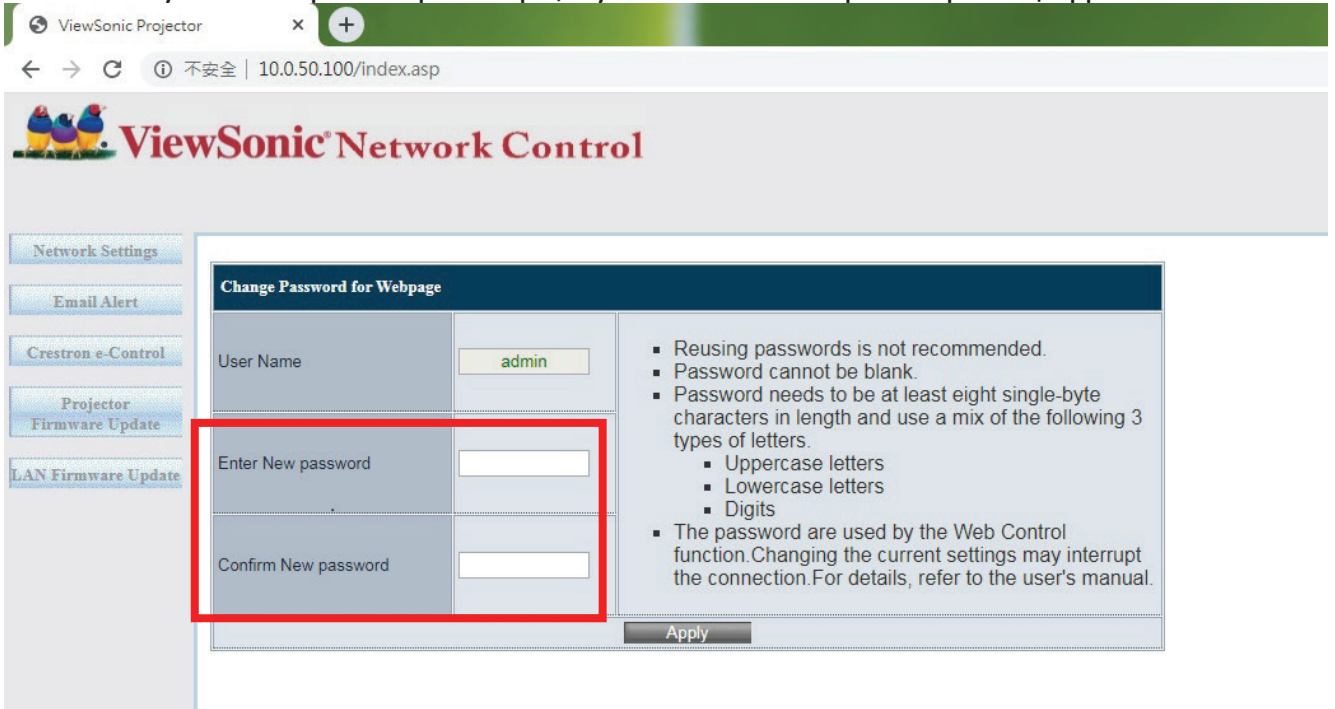 ViewSonic Projector
不安全 | 10.0.50.100/index.asp
ViewSonic® Network Control
Network Settings
Email Alert
Crestron e-Control
Projector
Firmware Update
LAN Firmware Update
Change Password for Webpage
User Name
admin
Enter New password
Confirm New password
Reusing passwords is not recommended.
Password cannot be blank.
Password needs to be at least eight single-byte
characters in length and use a mix of the following 3
types of letters.
Uppercase letters
Lowercase letters
Digits
The password are used by the Web Control
function.Changing the current settings may interrupt
the connection.For details, refer to the user's manual.
Apply